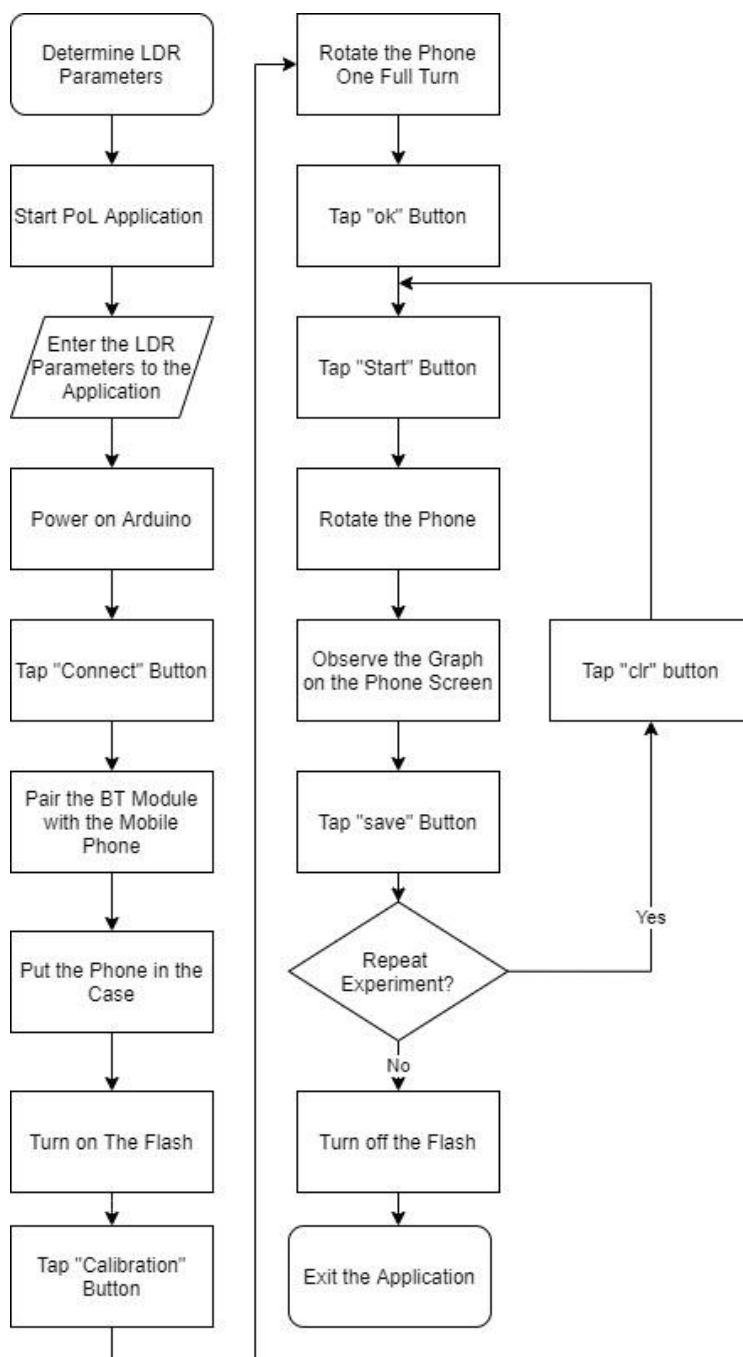 Determine LDR
Parameters
Start PoL Application
Enter the LDR
Parameters to the
Application
Power on Arduino
Tap "Connect" Button
Pair the BT Module
with the Mobile
Phone
Put the Phone in the
Case
Turn on The Flash
Tap "Calibration"
Button
Rotate the Phone
One Full Turn
Tap "ok" Button
Tap "Start" Button
Rotate the Phone
Observe the Graph
on the Phone Screen
Tap "save" Button
Repeat
Experiment?
Yes
Tap "clr" button
No
Turn off the Flash
Exit the Application